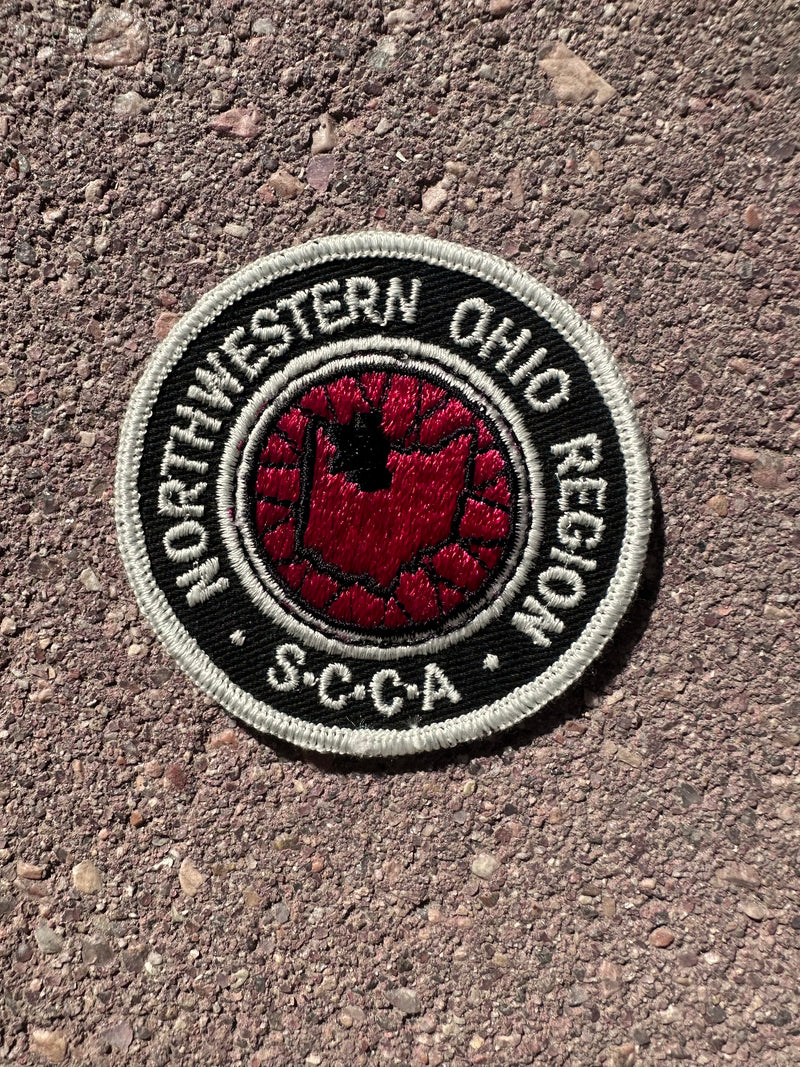 NORTHWESTERN OHIO REGION
· S·C·C·A ·